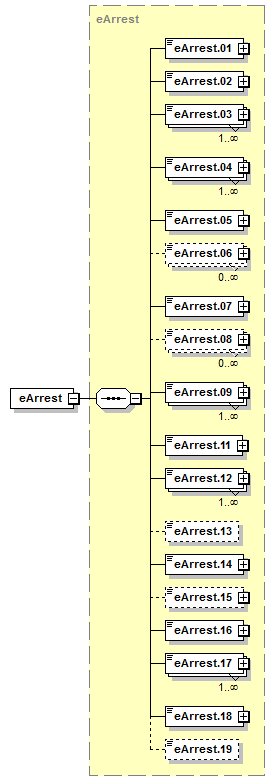 eArrest
eArrest.01
eArrest.02
eArrest.03
1..∞
eArrest.04
1..∞
eArrest.05
eArrest.06
0..∞
eArrest.07
eArrest.08
0..∞
eArrest
eArrest.09
1..∞
eArrest.11
eArrest.12
1..∞
eArrest.13
eArrest.14
eArrest.15
eArrest.16
eArrest.17
1..∞
eArrest.18
eArrest.19